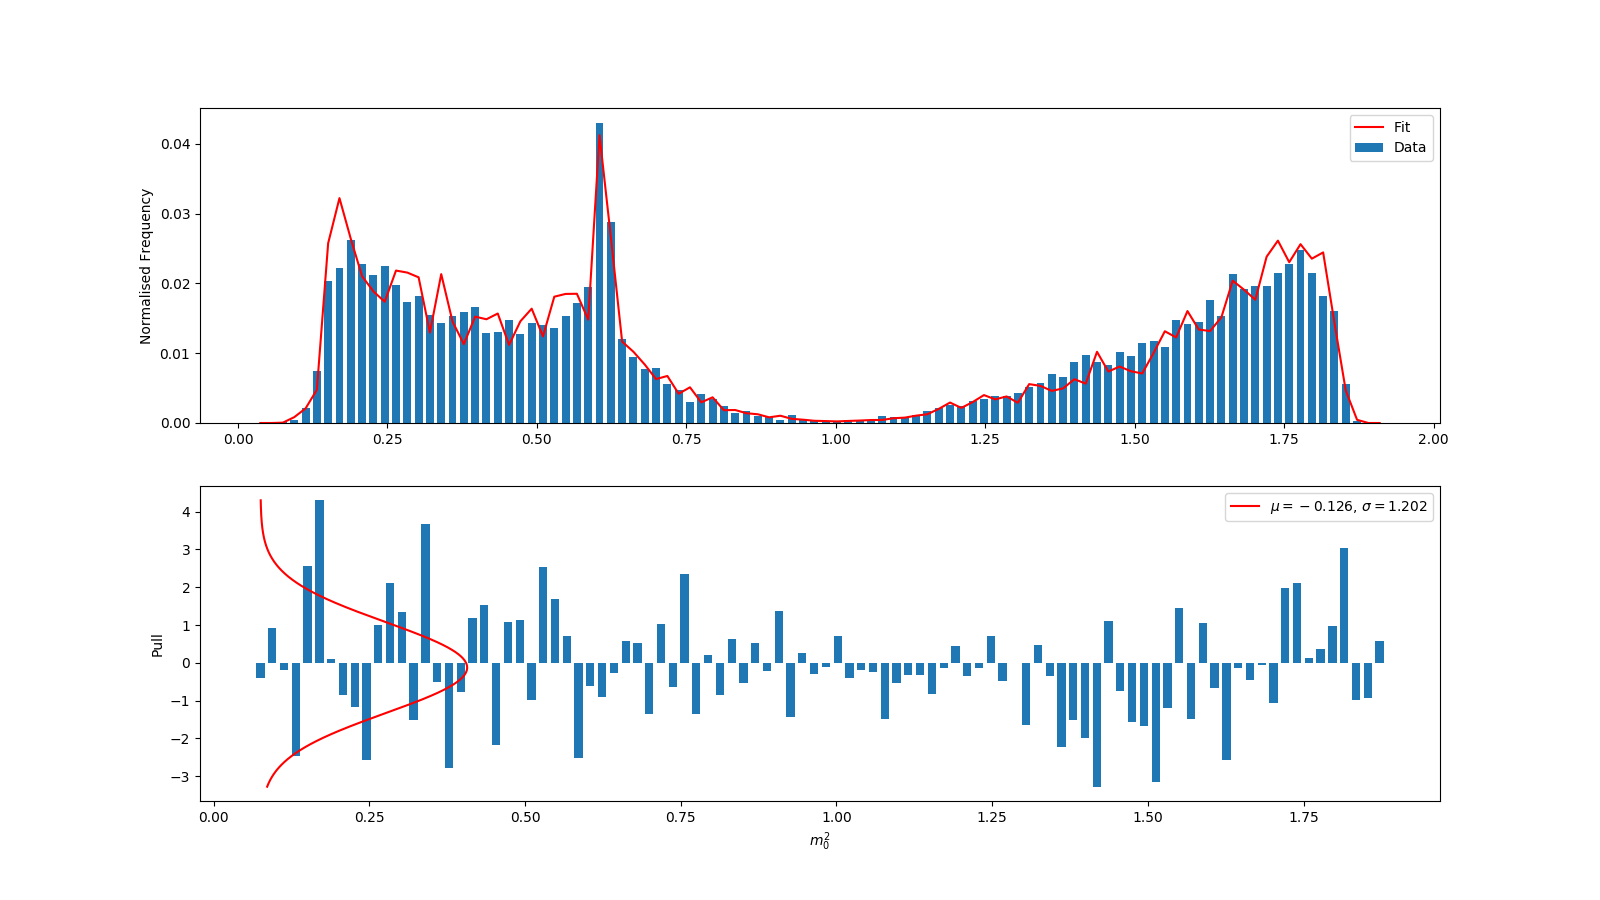 Normalised Frequency
0.04
0.03
0.02
0.01
0.00
0.00 0.25 0.50 0.75 1.00 1.25 1.50 1.75 2.00
Fit
Data
Pull
4
3
2
1
0
−1
−2
−3
0.00 0.25 0.50 0.75 1.00 1.25 1.50 1.75
μ = − 0.126, σ = 1.202
m₀²